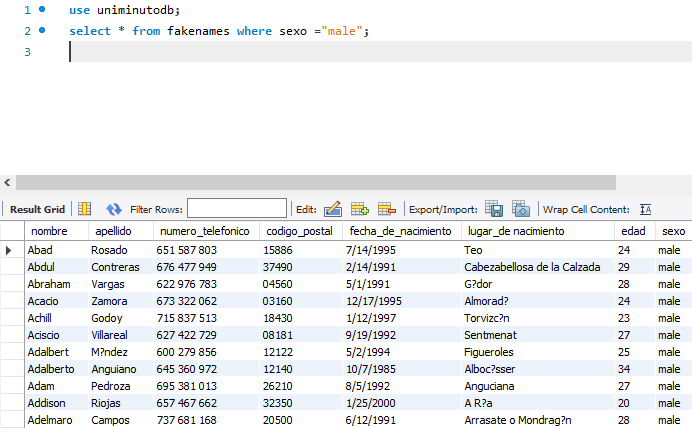 1 use uniminutodb;
2 select * from fakenames where sexo ="male";
3
Result Grid Filter Rows: Edit: Export/Import: Wrap Cell Content:
nombre apellido numero_telefonico codigo_postal fecha_de_nacimiento lugar_de nacimiento edad sexo
Abad Rosado 651 587 803 15886 7/14/1995 Teo 24 male
Abdul Contreras 676 477 949 37490 2/14/1991 Cabezabellosa de la Calzada 29 male
Abraham Vargas 622 976 783 04560 5/1/1991 G?dor 28 male
Acacio Zamora 673 322 062 03160 12/17/1995 Almorad? 24 male
Achill Godoy 715 837 513 18430 1/12/1997 Torvizc?n 23 male
Aciscio Villareal 627 422 729 08181 9/19/1992 Sentmenat 27 male
Adalbert M?ndez 600 279 856 12122 5/2/1994 Figueroles 25 male
Adalberto Anguiano 645 360 972 12140 10/7/1985 Alboc?sser 34 male
Adam Pedroza 695 381 013 26210 8/5/1992 Anguciana 27 male
Addison Riojas 657 467 662 32350 1/25/2000 A R?a 20 male
Adelmaro Campos 737 681 168 20500 6/12/1991 Arrasate o Mondrag?n 28 male